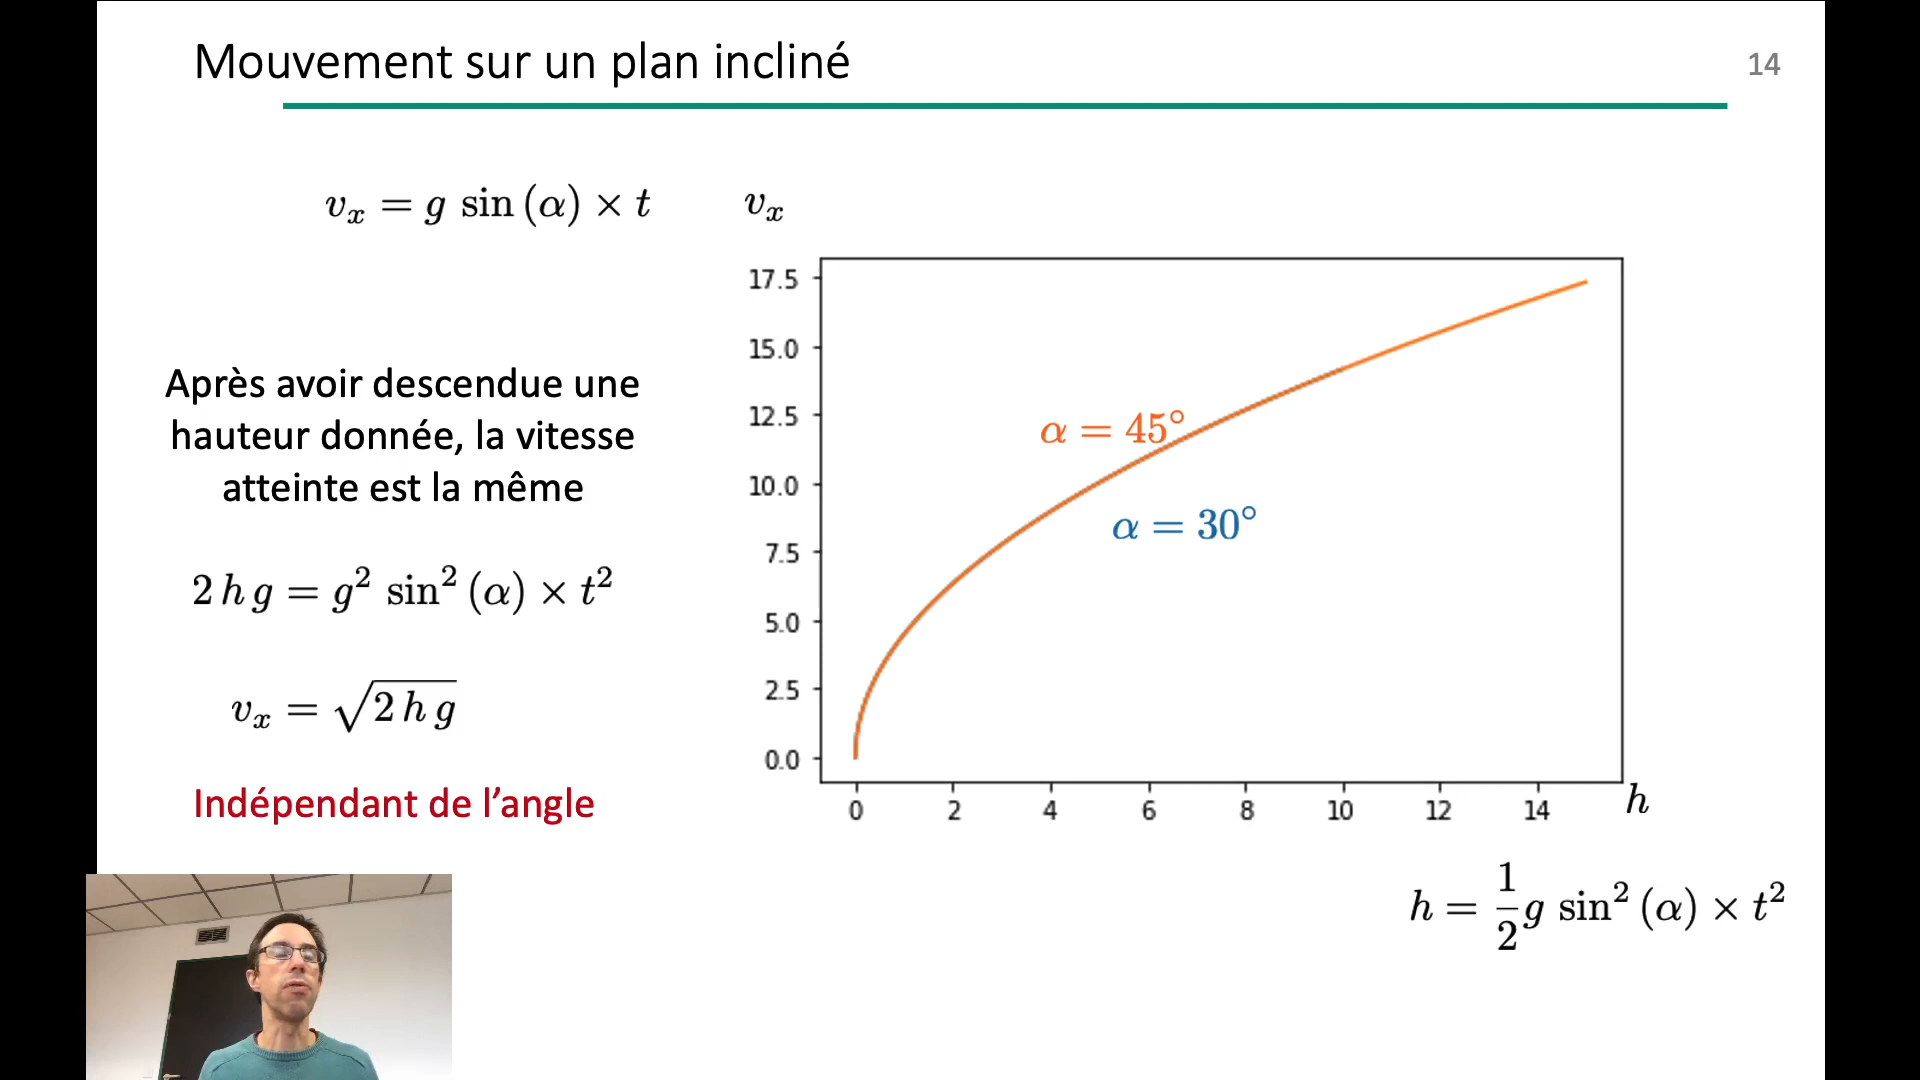 Mouvement sur un plan incliné
14
v_x = g sin (α) × t
v_x
Après avoir descendue une
hauteur donnée, la vitesse
atteinte est la même
2 h g = g² sin² (α) × t²
v_x = √(2 h g)
Indépendant de l’angle
17.5
15.0
12.5
10.0
7.5
5.0
2.5
0.0
α = 45°
α = 30°
0 2 4 6 8 10 12 14
h
h = 1/2 g sin² (α) × t²